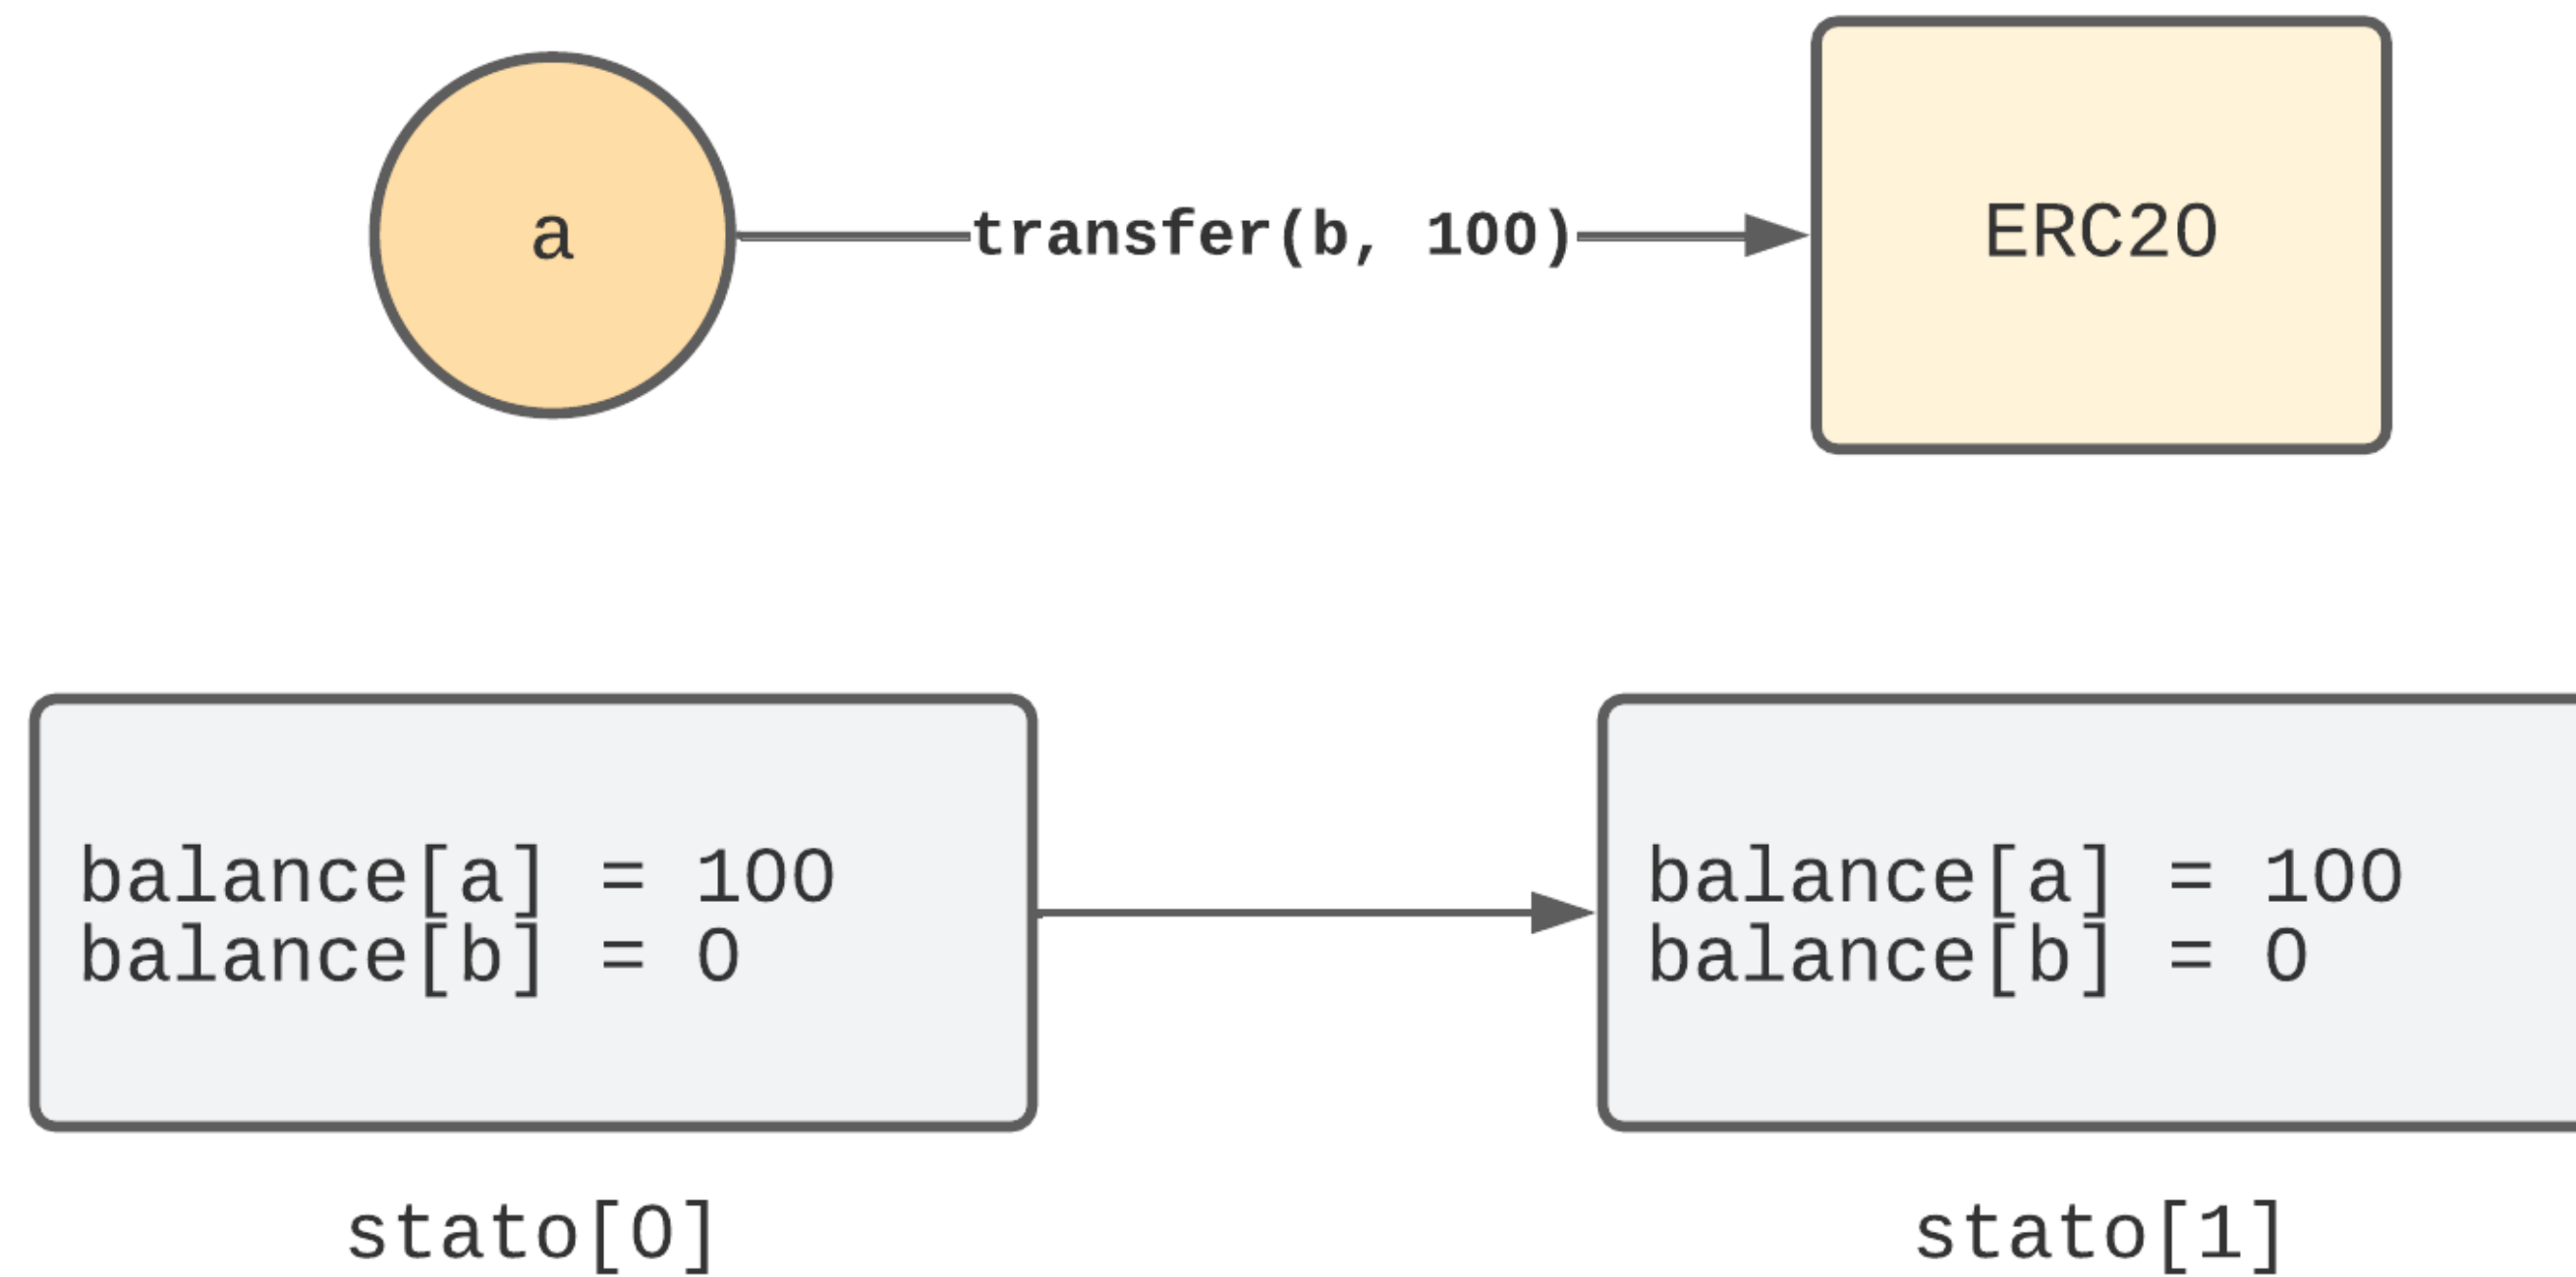 a
transfer(b, 100)
ERC20
balance[a] = 100
balance[b] = 0
balance[a] = 100
balance[b] = 0
stato[0]
stato[1]